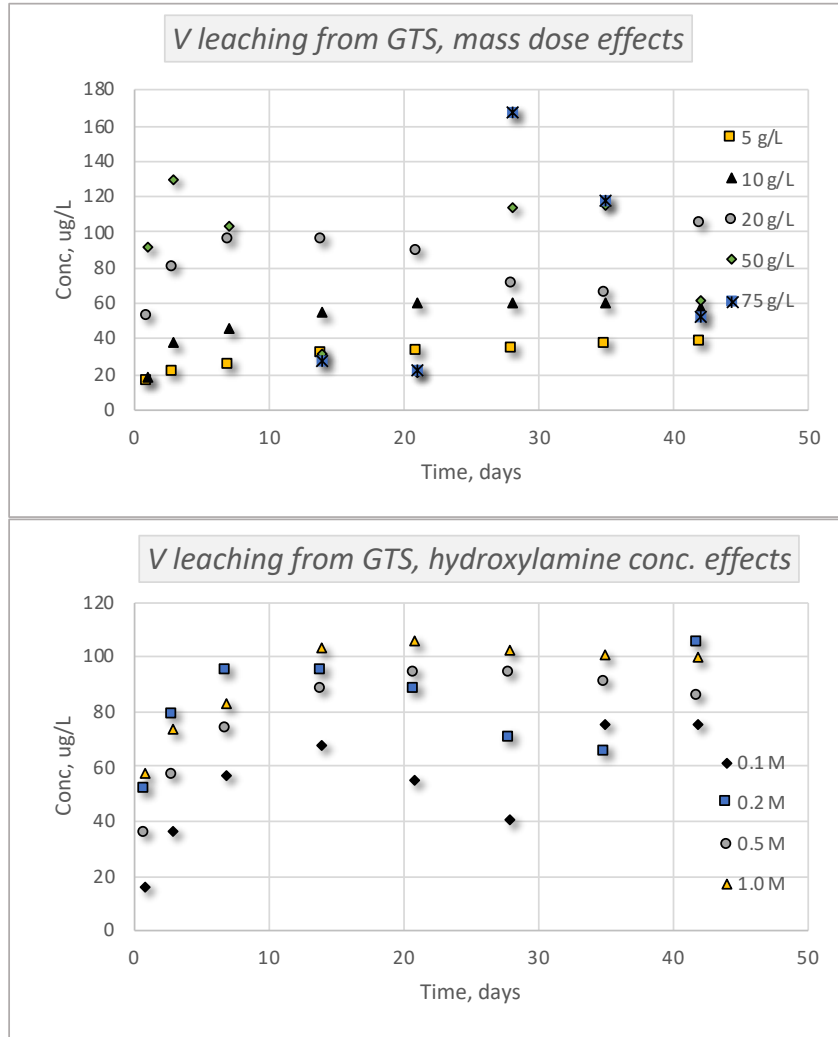 V leaching from GTS, mass dose effects
180
160
140
120
100
80
60
40
20
0
Conc, ug/L
0 10 20 30 40 50
Time, days
5 g/L
10 g/L
20 g/L
50 g/L
75 g/L
V leaching from GTS, hydroxylamine conc. effects
120
100
80
60
40
20
0
Conc, ug/L
0 10 20 30 40 50
Time, days
0.1 M
0.2 M
0.5 M
1.0 M